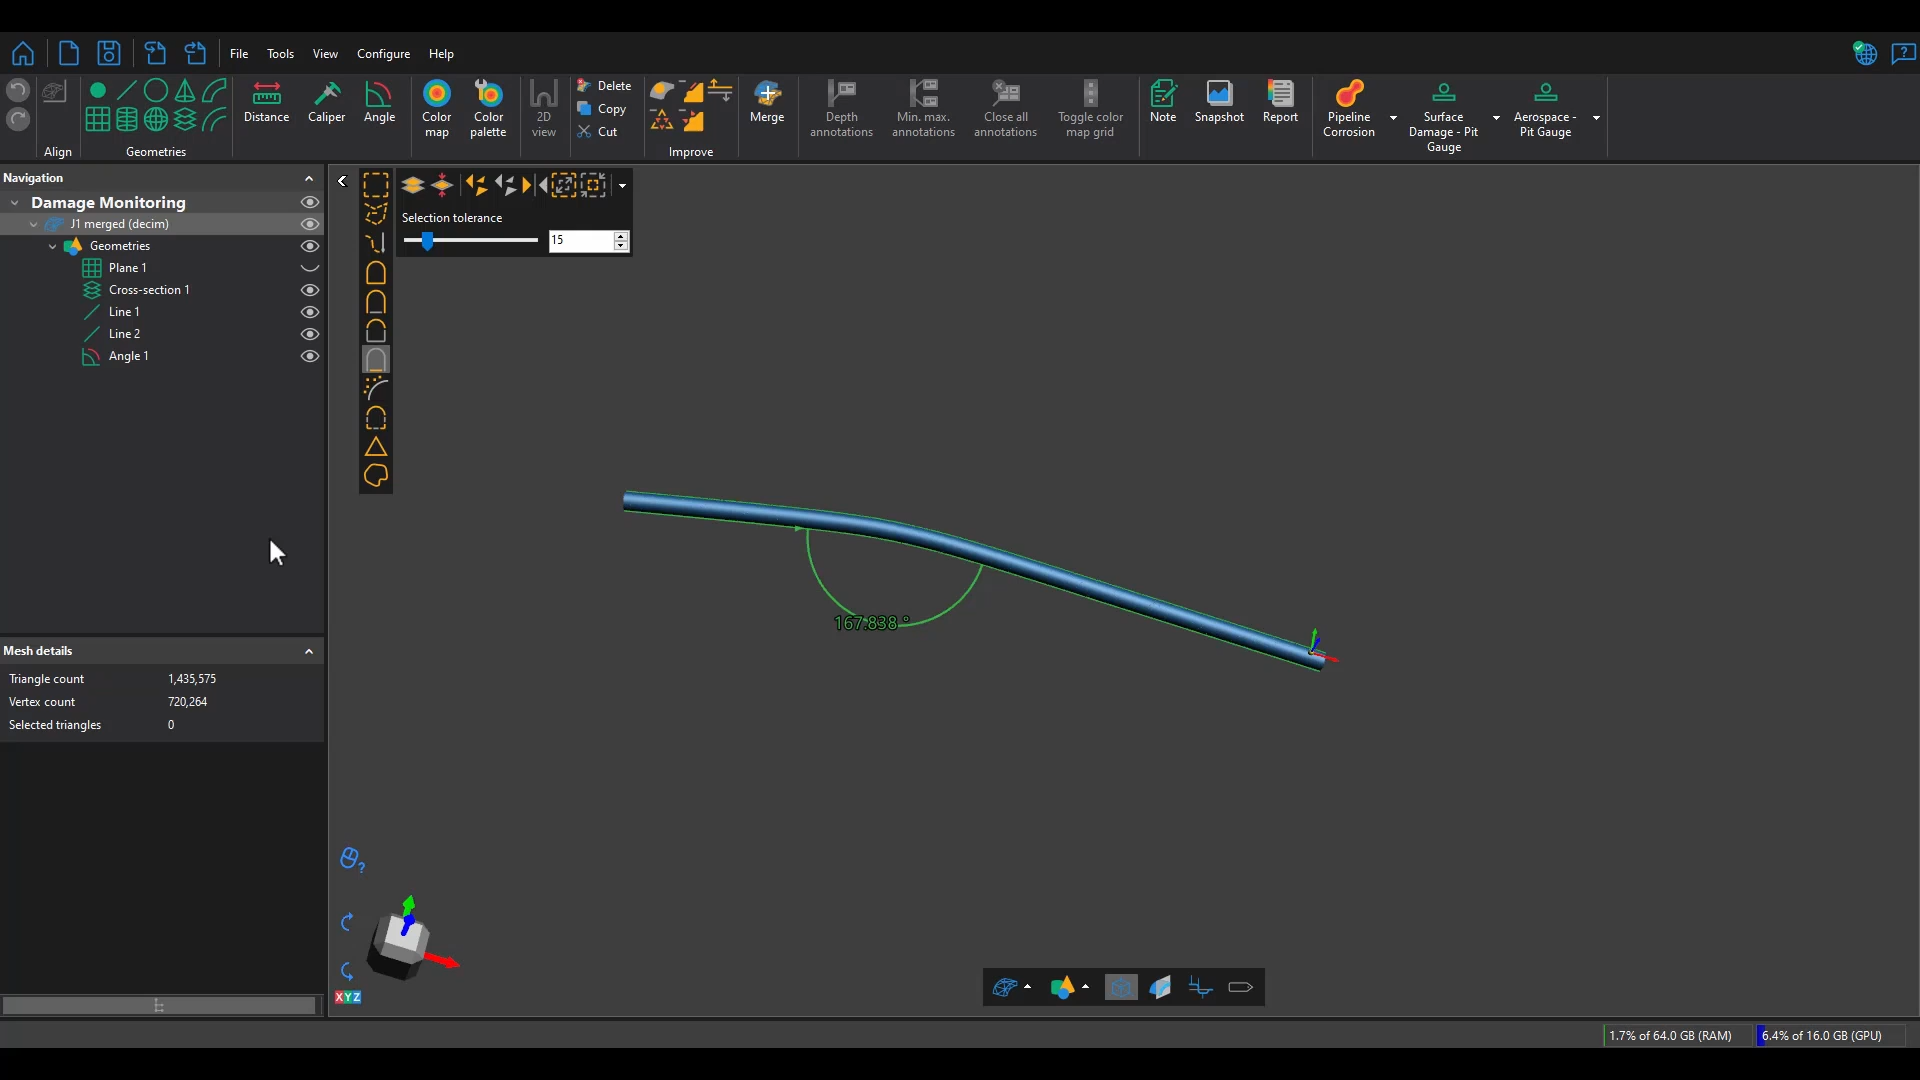 File Tools View Configure Help
Distance Caliper Angle Color map Color palette 2D view Delete Copy Cut Merge Depth annotations Min. max. annotations Close all annotations Toggle color map grid Note Snapshot Report Pipeline Corrosion Surface Damage - Pit Gauge Aerospace - Pit Gauge
Align Geometries Improve
Navigation
Damage Monitoring
J1 merged (decim)
Geometries
Plane 1
Cross-section 1
Line 1
Line 2
Angle 1
Selection tolerance
15
167.838 °
Mesh details
Triangle count 1,435,575
Vertex count 720,264
Selected triangles 0
XYZ
1.7% of 64.0 GB (RAM) 6.4% of 16.0 GB (GPU)